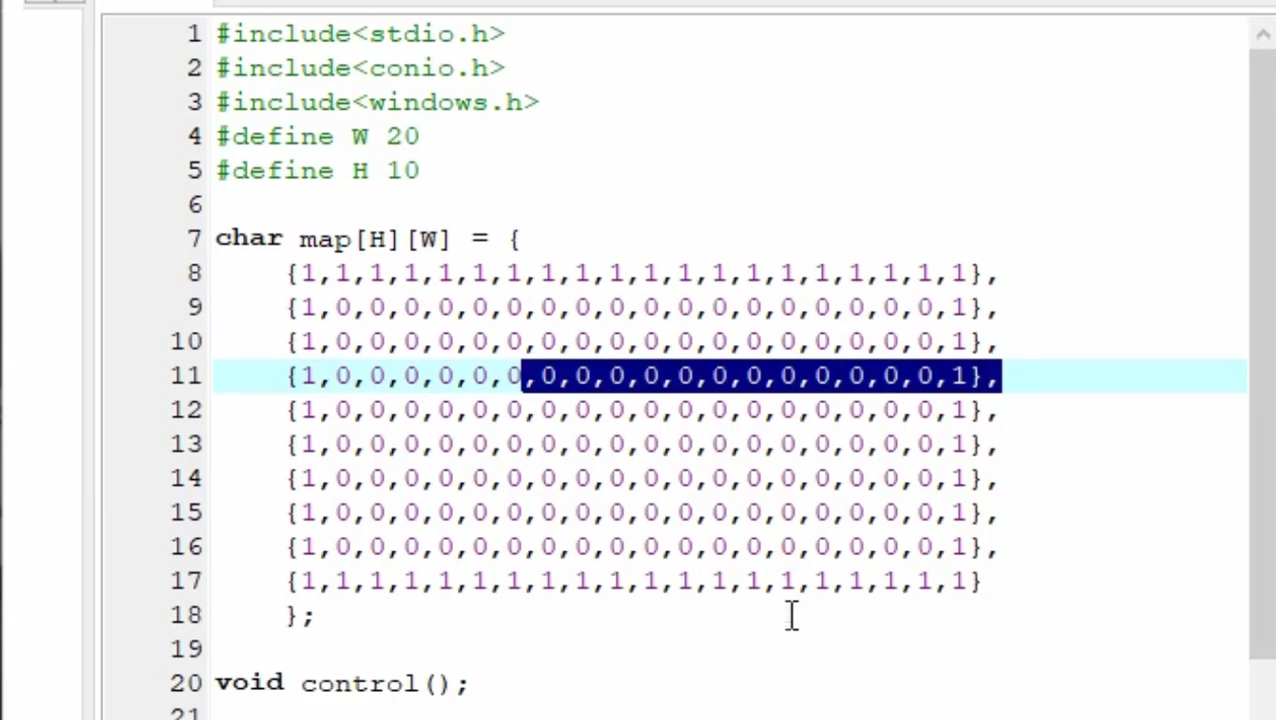 1 #include<stdio.h>
2 #include<conio.h>
3 #include<windows.h>
4 #define W 20
5 #define H 10
6
7 char map[H][W] = {
8 {1,1,1,1,1,1,1,1,1,1,1,1,1,1,1,1,1,1,1,1},
9 {1,0,0,0,0,0,0,0,0,0,0,0,0,0,0,0,0,0,0,1},
10 {1,0,0,0,0,0,0,0,0,0,0,0,0,0,0,0,0,0,0,1},
11 {1,0,0,0,0,0,0,0,0,0,0,0,0,0,0,0,0,0,0,1},
12 {1,0,0,0,0,0,0,0,0,0,0,0,0,0,0,0,0,0,0,1},
13 {1,0,0,0,0,0,0,0,0,0,0,0,0,0,0,0,0,0,0,1},
14 {1,0,0,0,0,0,0,0,0,0,0,0,0,0,0,0,0,0,0,1},
15 {1,0,0,0,0,0,0,0,0,0,0,0,0,0,0,0,0,0,0,1},
16 {1,0,0,0,0,0,0,0,0,0,0,0,0,0,0,0,0,0,0,1},
17 {1,1,1,1,1,1,1,1,1,1,1,1,1,1,1,1,1,1,1,1}
18 };
19
20 void control();
21